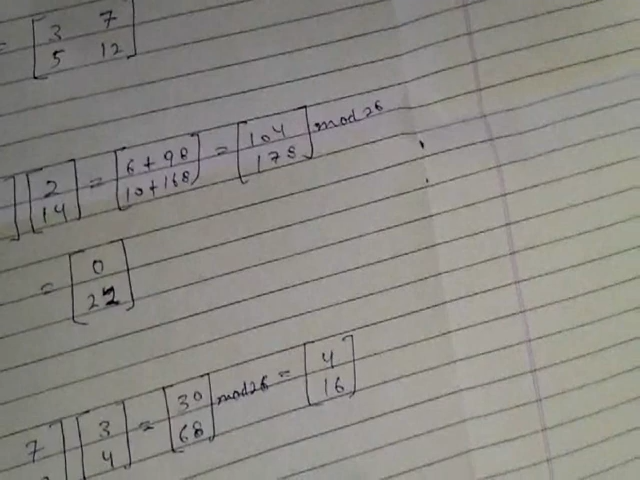 = [3 7
5 12]
] [2
14] = [6 + 98
10 + 168] = [104
178] mod 26
= [0
22]
7
] [3
4] = [30
68] mod 26 = [4
16]